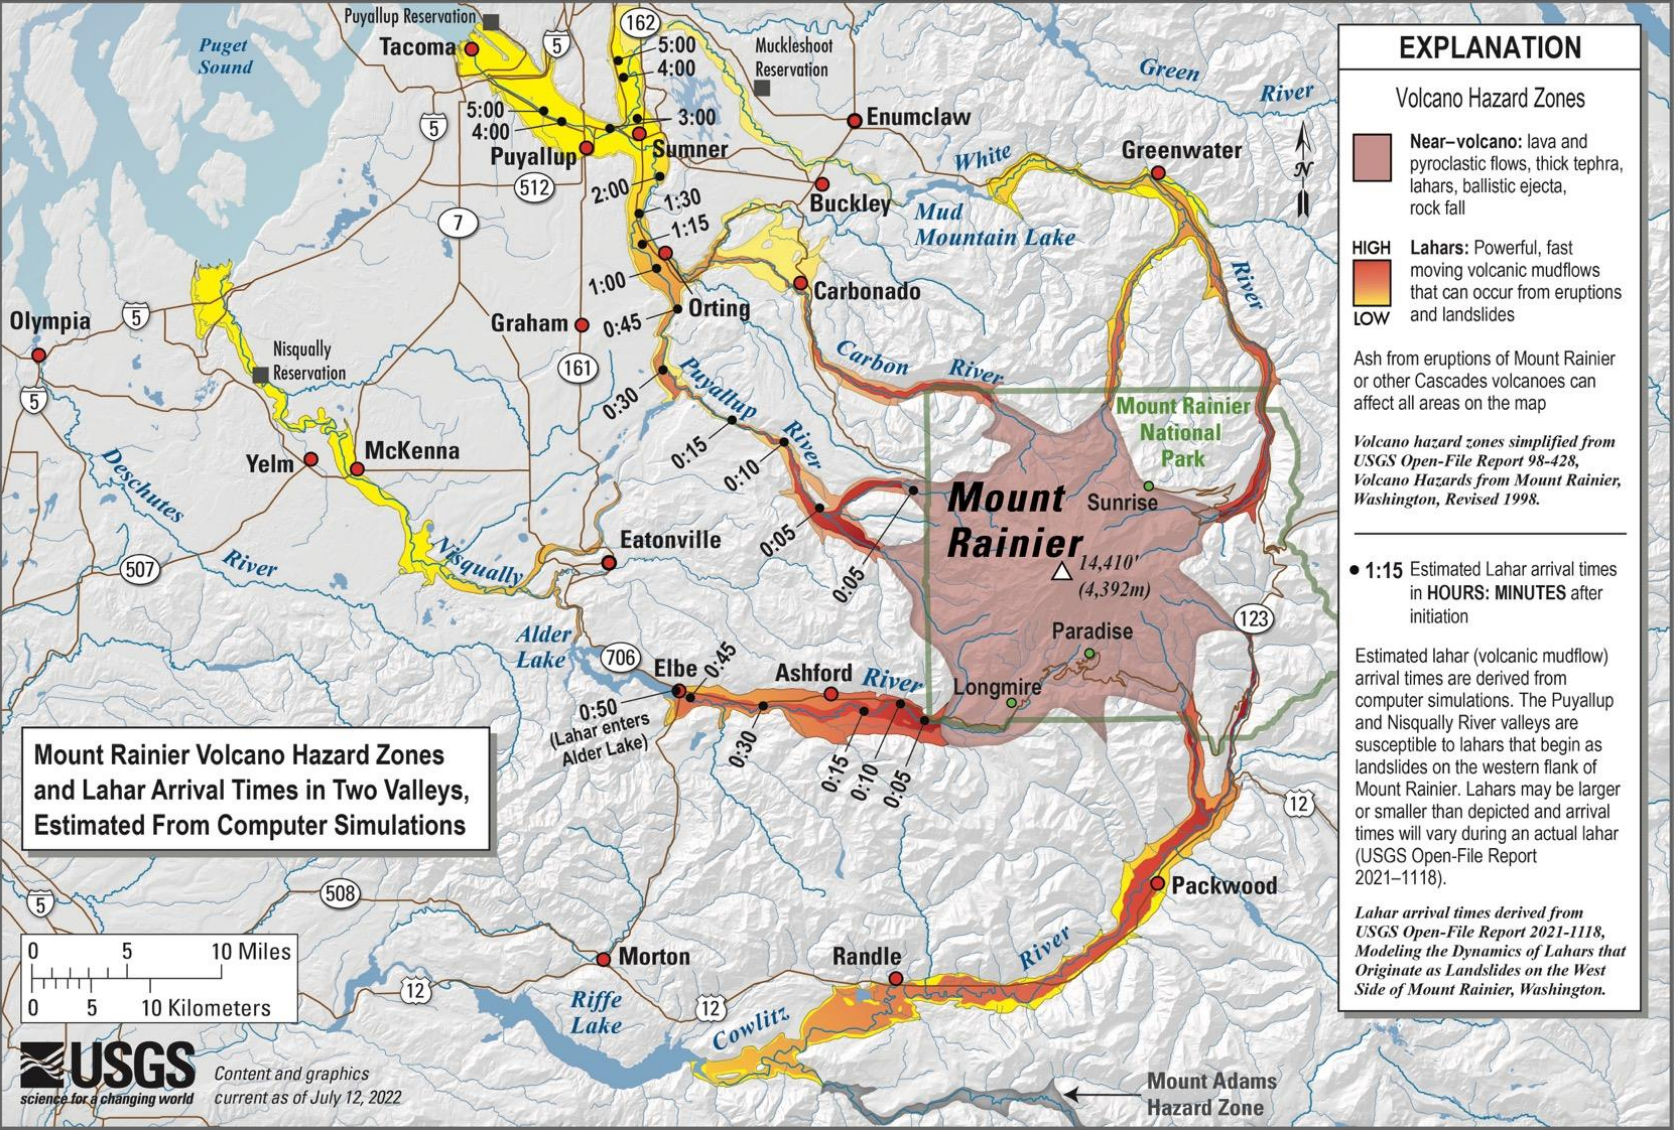 Puyallup Reservation
Tacoma
Puget
Sound
5
162
5:00
4:00
Muckleshoot
Reservation
Green
River
5:00
4:00
3:00
5
Enumclaw
Puyallup
Sumner
White
Greenwater
512
2:00
Buckley
7
1:30
1:15
Mud
Mountain Lake
1:00
River
Carbonado
Orting
Olympia
5
Graham
0:45
Nisqually
Reservation
161
Carbon
River
5
0:30
Puyallup
River
Mount Rainier
National
Park
0:15
0:10
Yelm
McKenna
Deschutes
River
Mount
Rainier
Sunrise
14,410'
(4,392m)
0:05
0:05
507
Nisqually
Eatonville
123
Alder
Lake
706
Elbe
0:45
Ashford
River
Paradise
Longmire
0:50
(Lahar enters
Alder Lake)
0:30
0:15
0:10
0:05
12
Mount Rainier Volcano Hazard Zones
and Lahar Arrival Times in Two Valleys,
Estimated From Computer Simulations
508
5
Packwood
0 5 10 Miles
0 5 10 Kilometers
Morton
Randle
River
12
12
Riffe
Lake
Cowlitz
Mount Adams
Hazard Zone
USGS
science for a changing world
Content and graphics
current as of July 12, 2022
EXPLANATION
Volcano Hazard Zones
Near–volcano: lava and
pyroclastic flows, thick tephra,
lahars, ballistic ejecta,
rock fall
HIGH
LOW
Lahars: Powerful, fast
moving volcanic mudflows
that can occur from eruptions
and landslides
Ash from eruptions of Mount Rainier
or other Cascades volcanoes can
affect all areas on the map
Volcano hazard zones simplified from
USGS Open-File Report 98-428,
Volcano Hazards from Mount Rainier,
Washington, Revised 1998.
1:15 Estimated Lahar arrival times
in HOURS: MINUTES after
initiation
Estimated lahar (volcanic mudflow)
arrival times are derived from
computer simulations. The Puyallup
and Nisqually River valleys are
susceptible to lahars that begin as
landslides on the western flank of
Mount Rainier. Lahars may be larger
or smaller than depicted and arrival
times will vary during an actual lahar
(USGS Open-File Report
2021–1118).
Lahar arrival times derived from
USGS Open-File Report 2021-1118,
Modeling the Dynamics of Lahars that
Originate as Landslides on the West
Side of Mount Rainier, Washington.
N